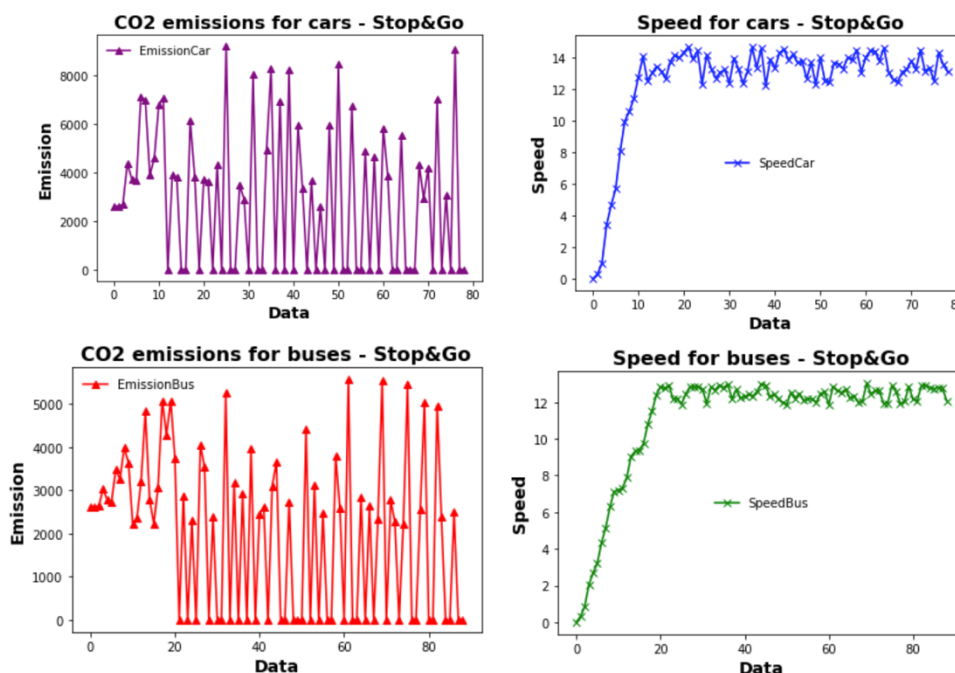 CO2 emissions for cars - Stop&Go
EmissionCar
Emission
8000
6000
4000
2000
0
0 10 20 30 40 50 60 70 80
Data
Speed for cars - Stop&Go
Speed
14
12
10
8
6
4
2
0
SpeedCar
0 10 20 30 40 50 60 70 80
Data
CO2 emissions for buses - Stop&Go
EmissionBus
Emission
5000
4000
3000
2000
1000
0
0 20 40 60 80
Data
Speed for buses - Stop&Go
Speed
12
10
8
6
4
2
0
SpeedBus
0 20 40 60 80
Data